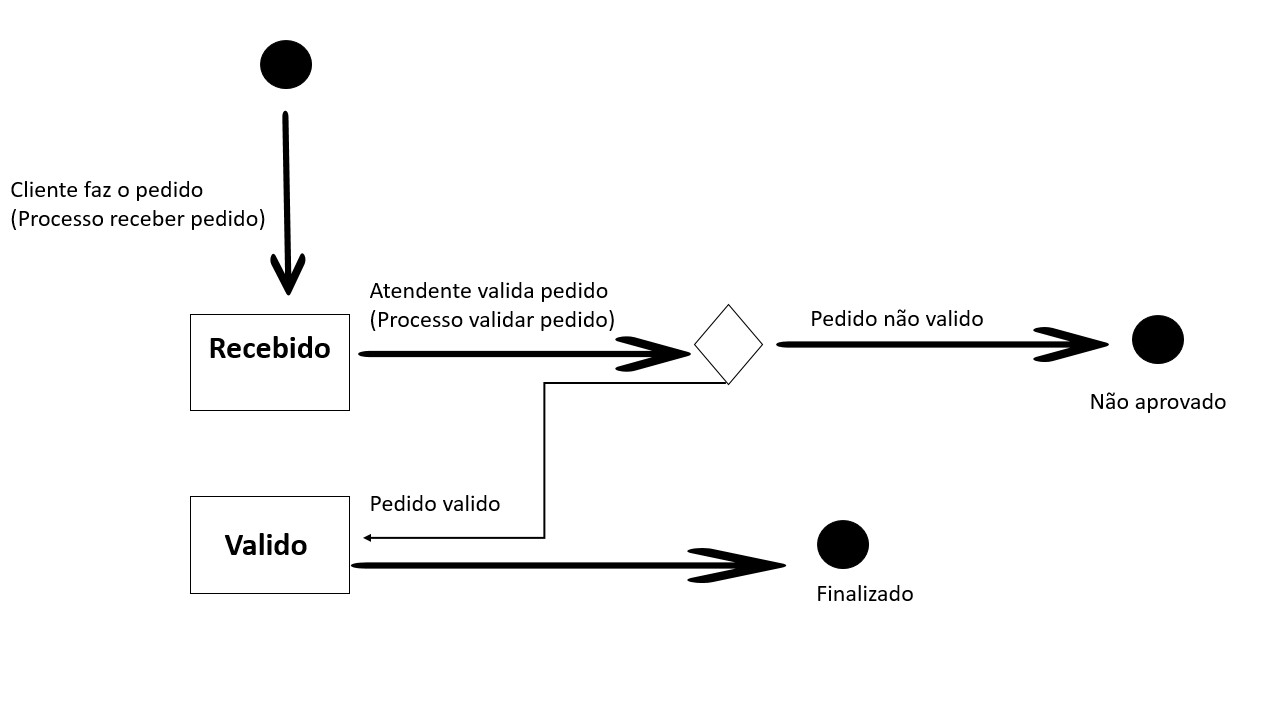 Cliente faz o pedido
(Processo receber pedido)
Atendente valida pedido
(Processo validar pedido)
Pedido não valido
Recebido
Não aprovado
Pedido valido
Valido
Finalizado